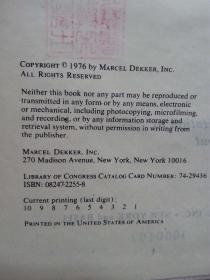 COPYRIGHT © 1976 BY MARCEL DEKKER, INC.
ALL RIGHTS RESERVED
Neither this book nor any part may be reproduced or
transmitted in any form or by any means, electronic
or mechanical, including photocopying, microfilming,
and recording, or by any information storage and
retrieval system, without permission in writing from
the publisher.
MARCEL DEKKER, INC.
270 Madison Avenue, New York, New York 10016
LIBRARY OF CONGRESS CATALOG CARD NUMBER: 74-29436
ISBN: 08247-2255-8
Current printing (last digit):
10 9 8 7 6 5 4 3 2 1
PRINTED IN THE UNITED STATES OF AMERICA